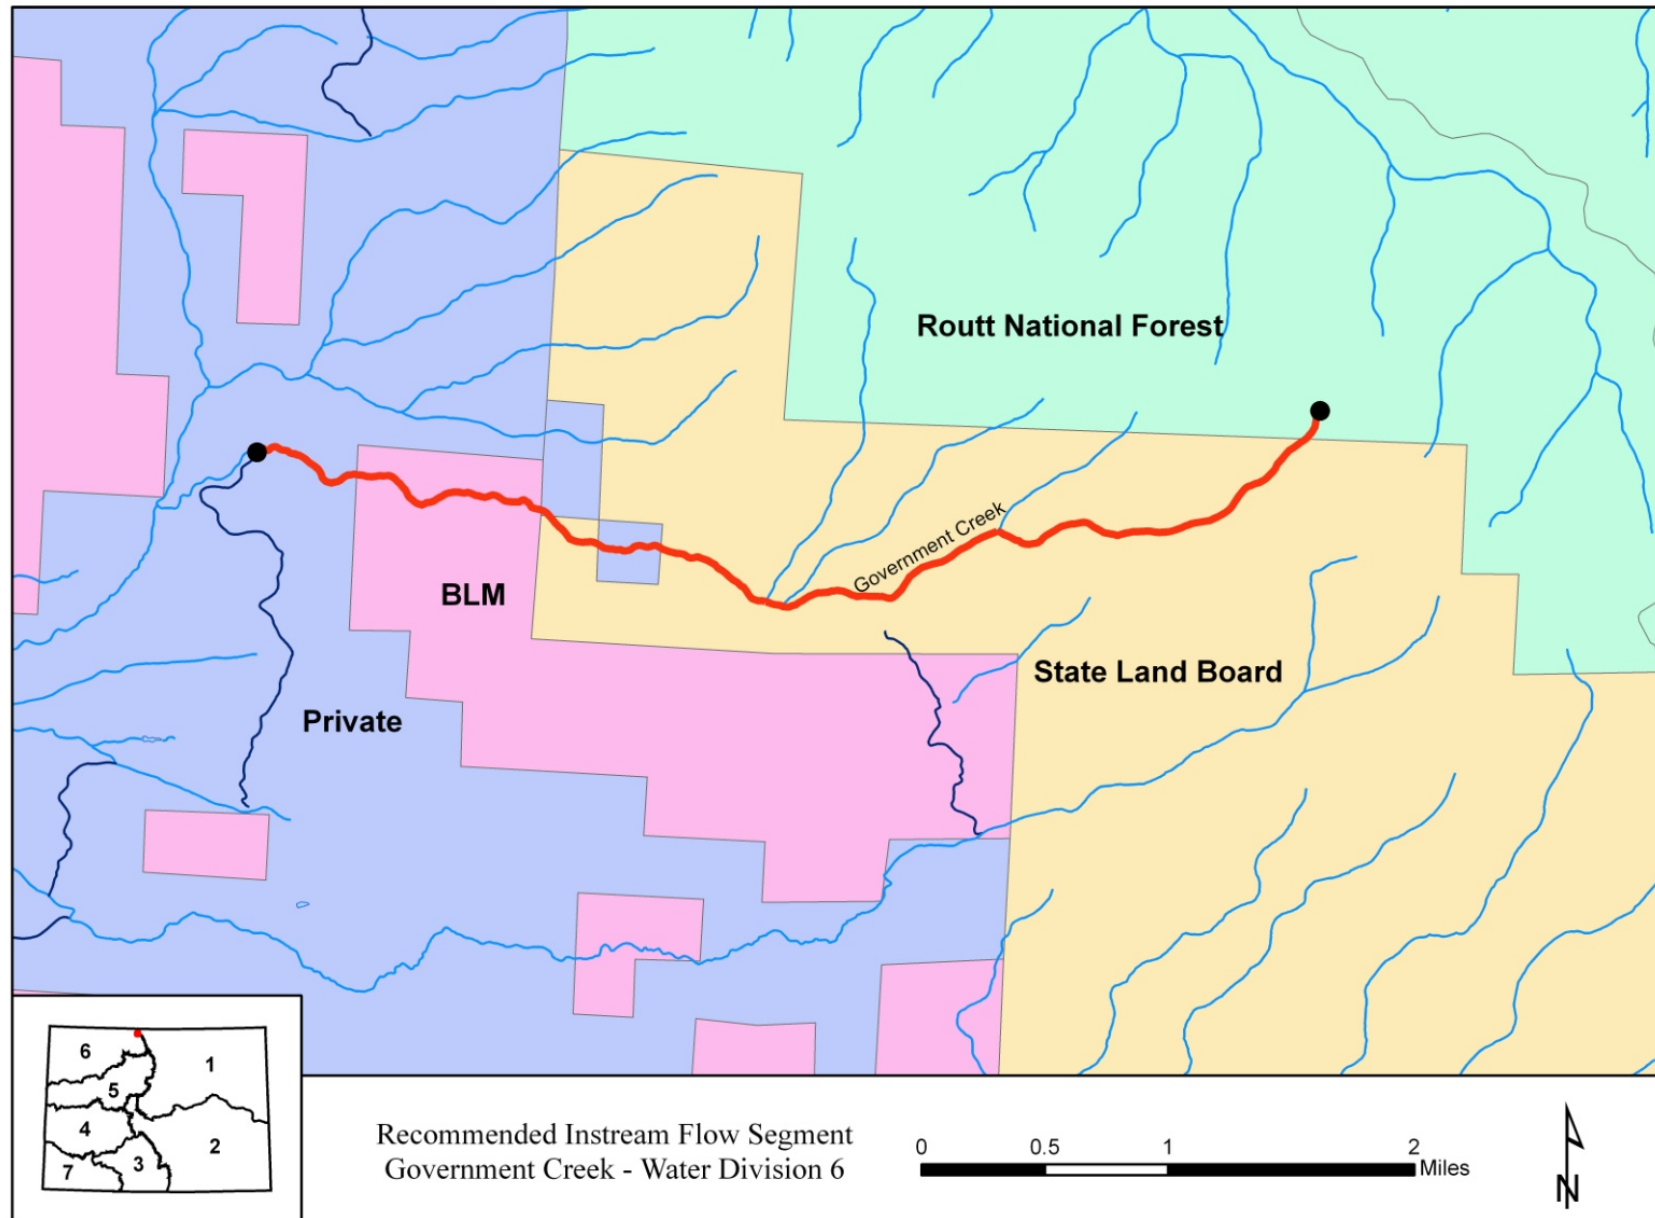 Routt National Forest
Government Creek
BLM
State Land Board
Private
6
1
5
4
2
3
7
Recommended Instream Flow Segment
Government Creek - Water Division 6
0 0.5 1 2
Miles
N